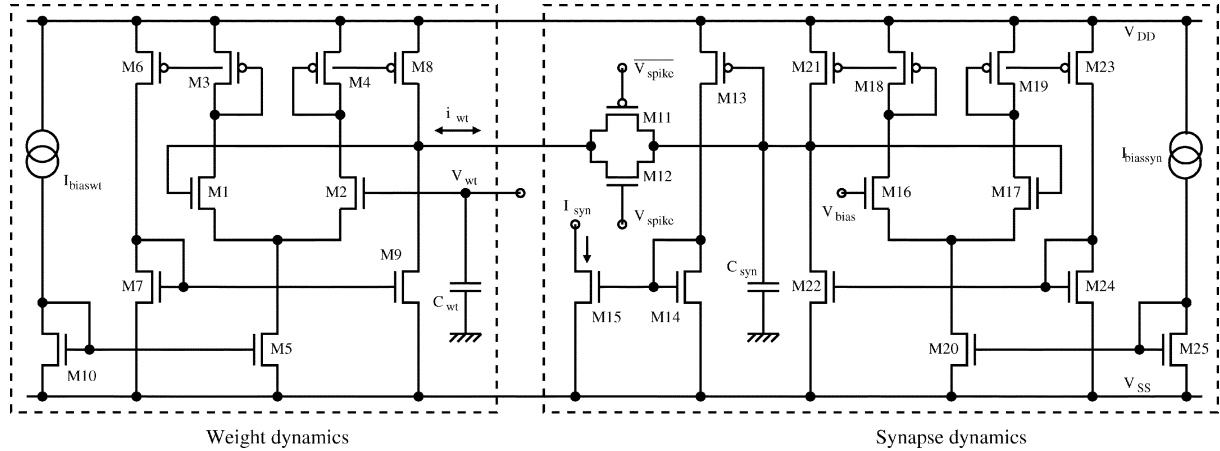 V DD
M6
M3
M4
M8
V spike
M13
M21
M18
M19
M23
M11
i wt
I biaswt
M1
M2
V wt
M12
V spike
M16
M17
I biassyn
V bias
I syn
M7
M9
C wt
M15
M14
C syn
M22
M24
M10
M5
M20
M25
V SS
Weight dynamics
Synapse dynamics